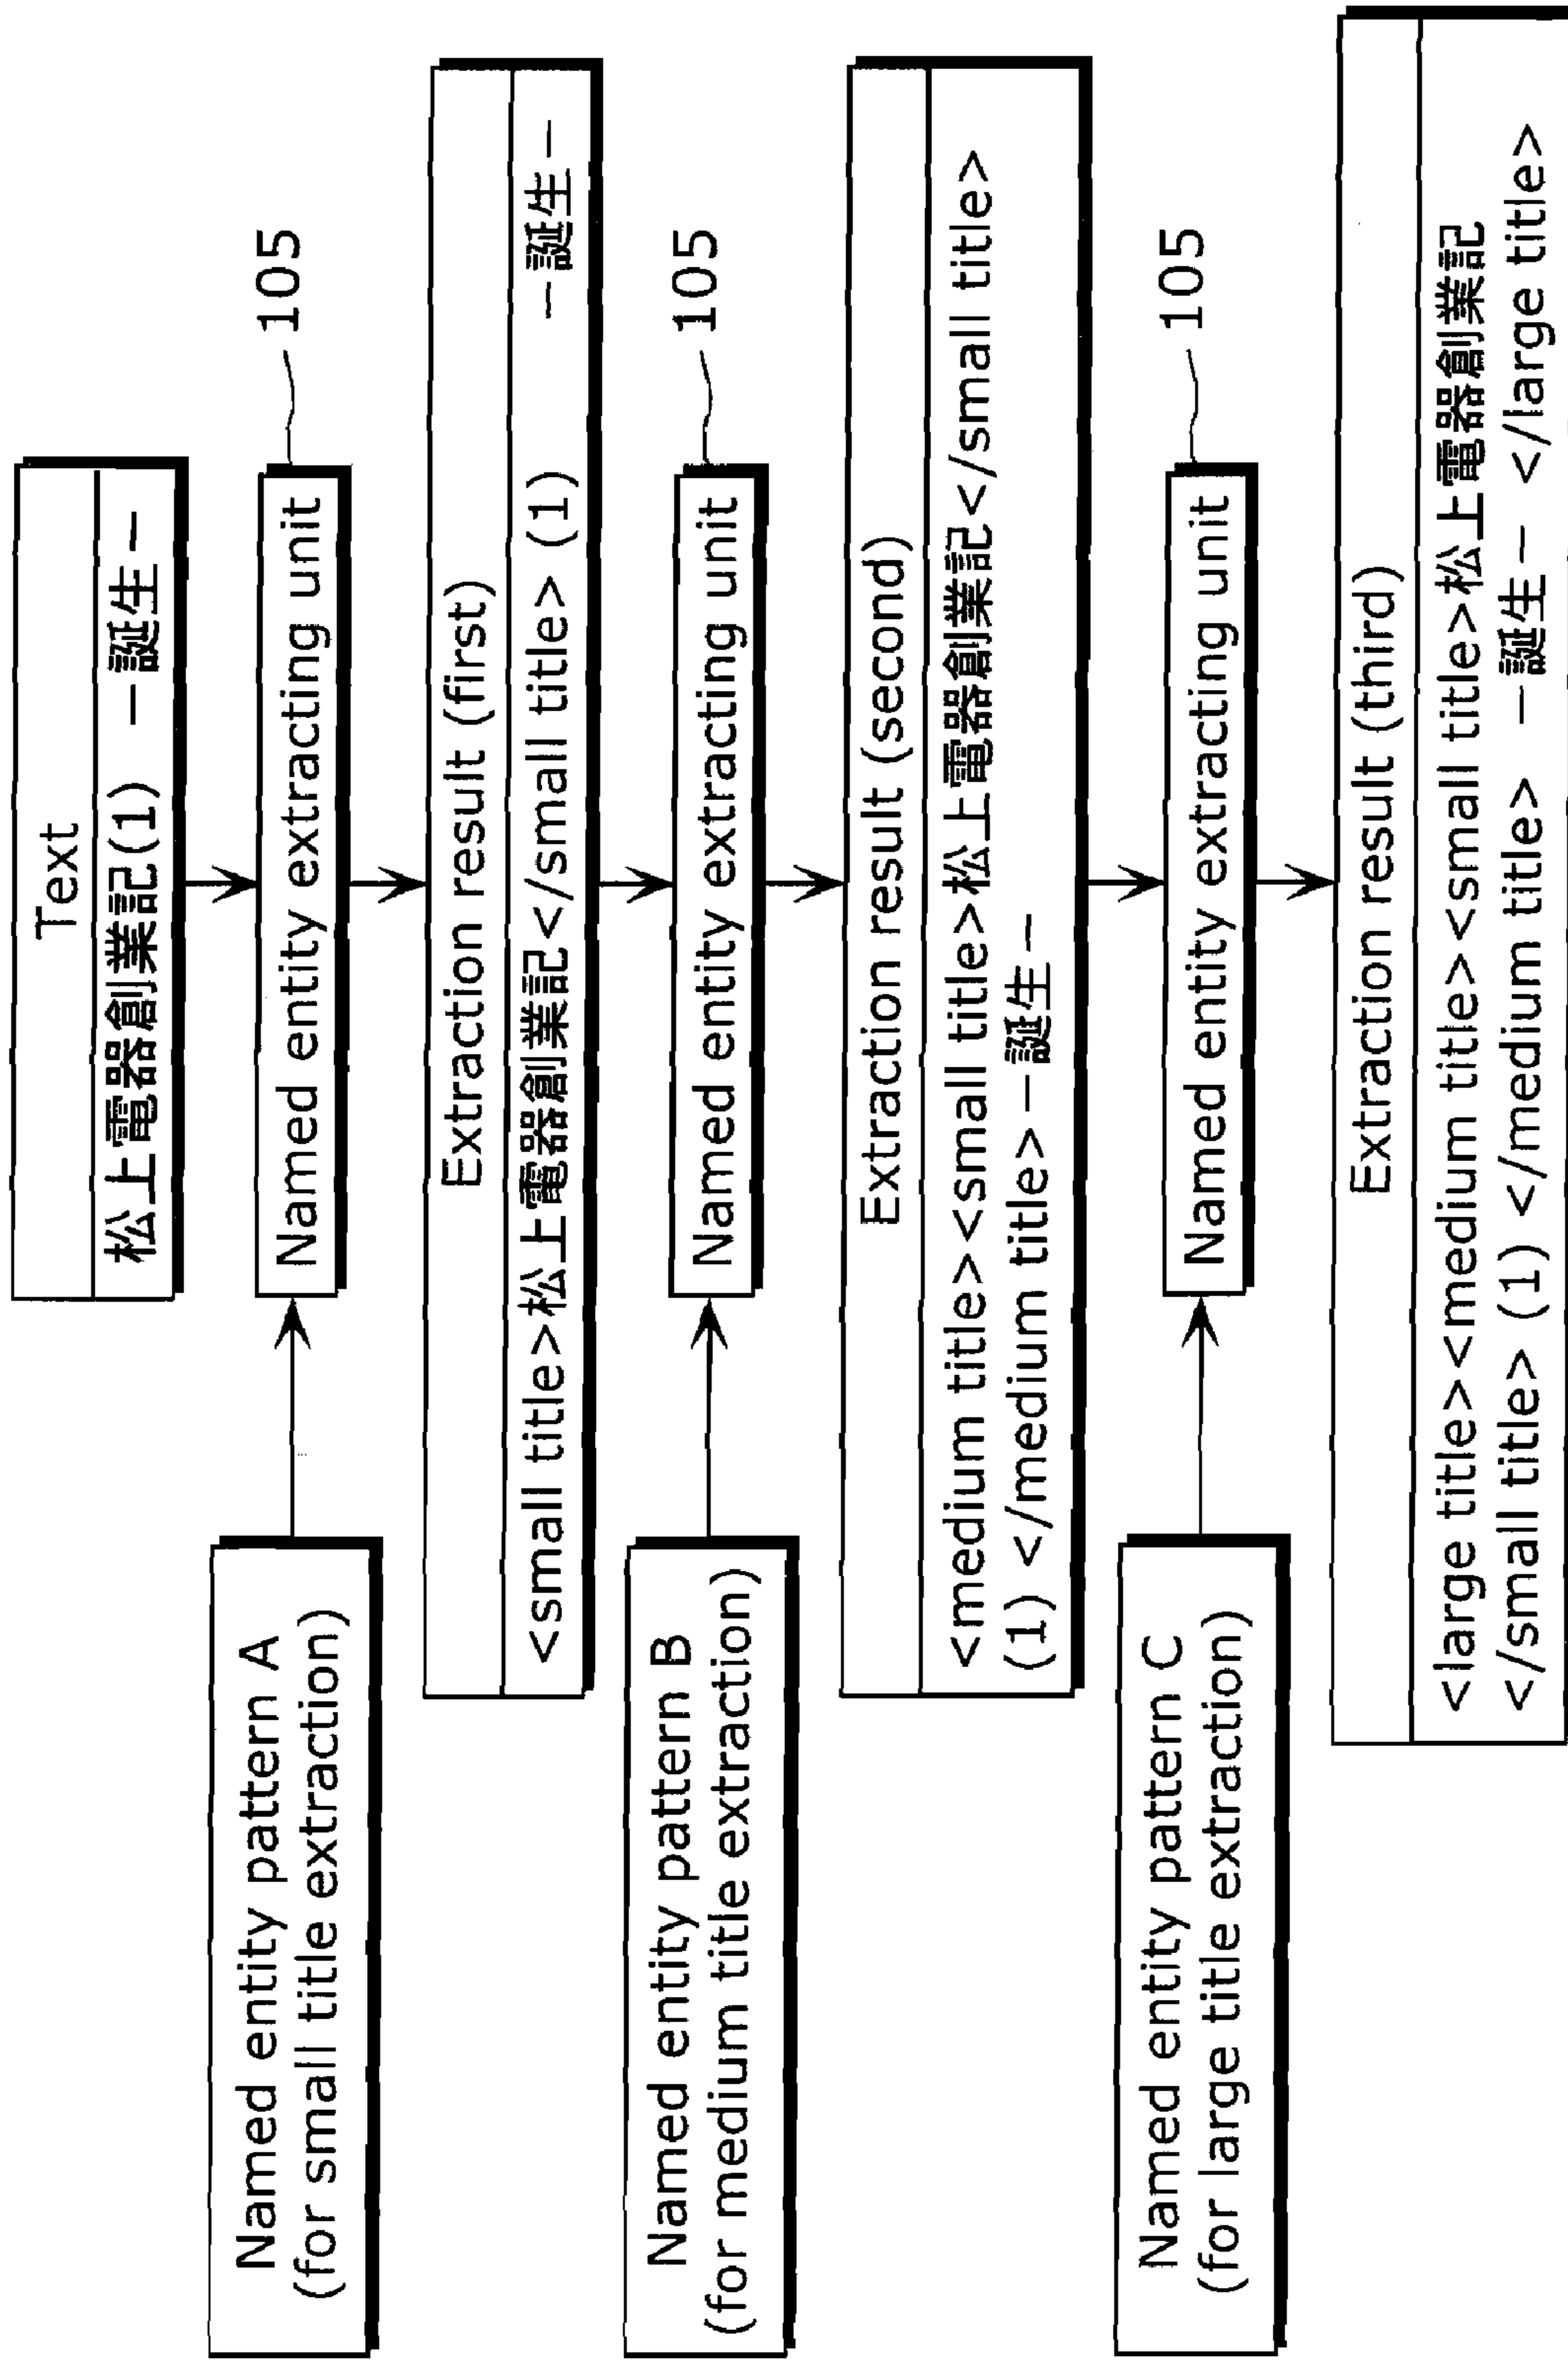 Text
松上電器創業記(1) －誕生－
Named entity pattern A
(for small title extraction)
Named entity extracting unit
105
Extraction result (first)
<small title>松上電器創業記</small title> (1) －誕生－
Named entity pattern B
(for medium title extraction)
Named entity extracting unit
105
Extraction result (second)
<medium title><small title>松上電器創業記</small title>
(1) </medium title>－誕生－
Named entity pattern C
(for large title extraction)
Named entity extracting unit
105
Extraction result (third)
<large title><medium title><small title>松上電器創業記
</small title> (1) </medium title> －誕生－ </large title>